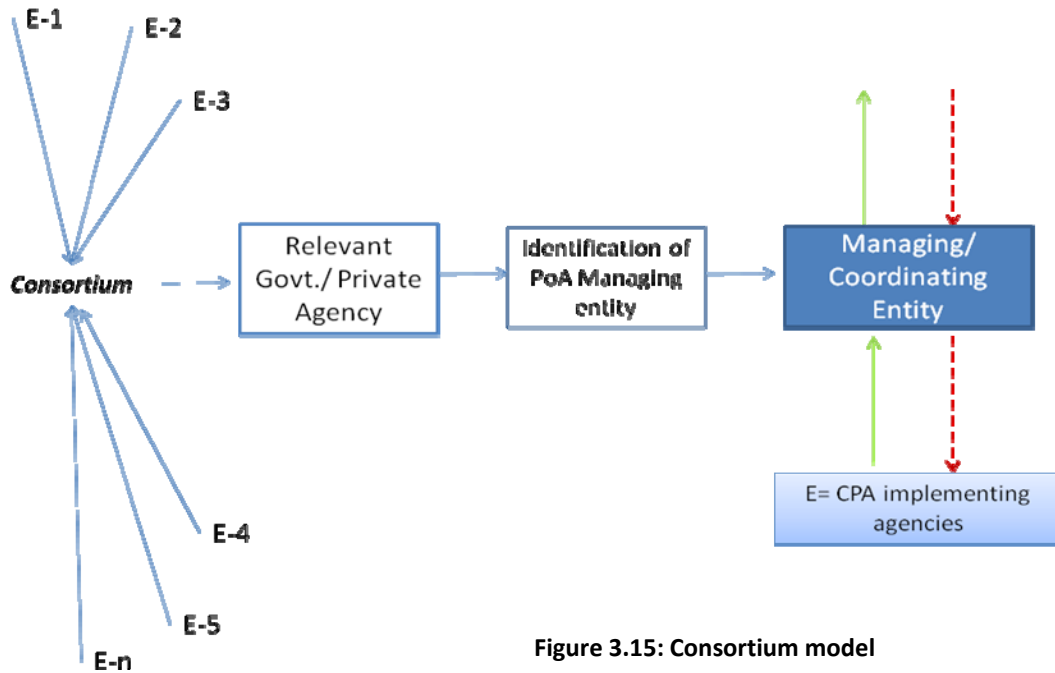 E-1
E-2
E-3
Consortium
Relevant
Govt./ Private
Agency
Identification of
PoA Managing
entity
Managing/
Coordinating
Entity
E= CPA implementing
agencies
E-4
E-5
E-n
Figure 3.15: Consortium model